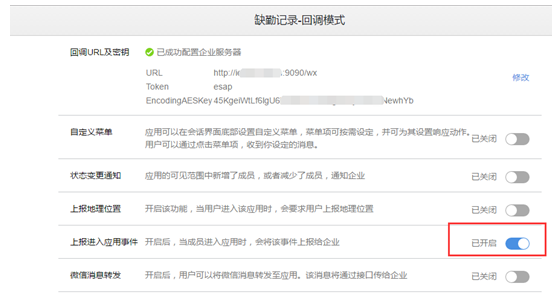 缺勤记录-回调模式
回调URL及密钥 已成功配置企业服务器
URL http://ie :9090/wx 修改
Token esap
EncodingAESKey 45KgeiWtLf6IgU6 NewhYb
自定义菜单 应用可以在会话界面底部设置自定义菜单,菜单项可按需设定,并可为其设置响应动作。 已关闭
用户可以通过点击菜单项,收到你设定的消息。
状态变更通知 应用的可见范围中新增了成员,或者减少了成员,通知企业 已关闭
上报地理位置 开启该功能,当用户进入该应用时,会要求用户上报地理位置 已关闭
上报进入应用事件 开启后,当成员进入应用时,会将该事件上报给企业 已开启
微信消息转发 开启后,用户可以将微信消息转发至应用。该消息将通过接口传给企业 已关闭